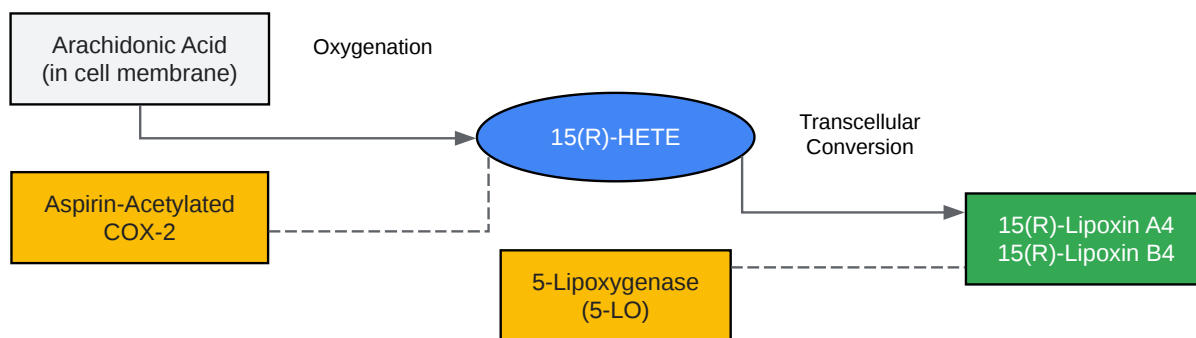 Arachidonic Acid
(in cell membrane)
Oxygenation
15(R)-HETE
Transcellular
Conversion
Aspirin-Acetylated
COX-2
15(R)-Lipoxin A4
15(R)-Lipoxin B4
5-Lipoxygenase
(5-LO)